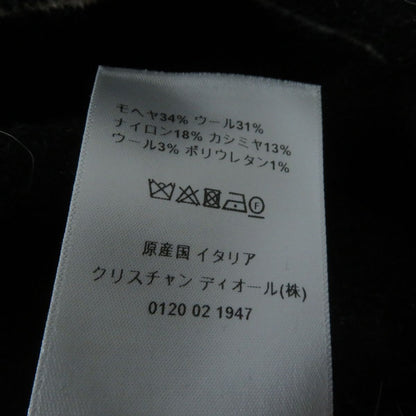 モヘヤ34% ウール31%
ナイロン18% カシミヤ13%
ウール3% ポリウレタン1%
F
原産国 イタリア
クリスチャン ディオール(株)
0120 02 1947